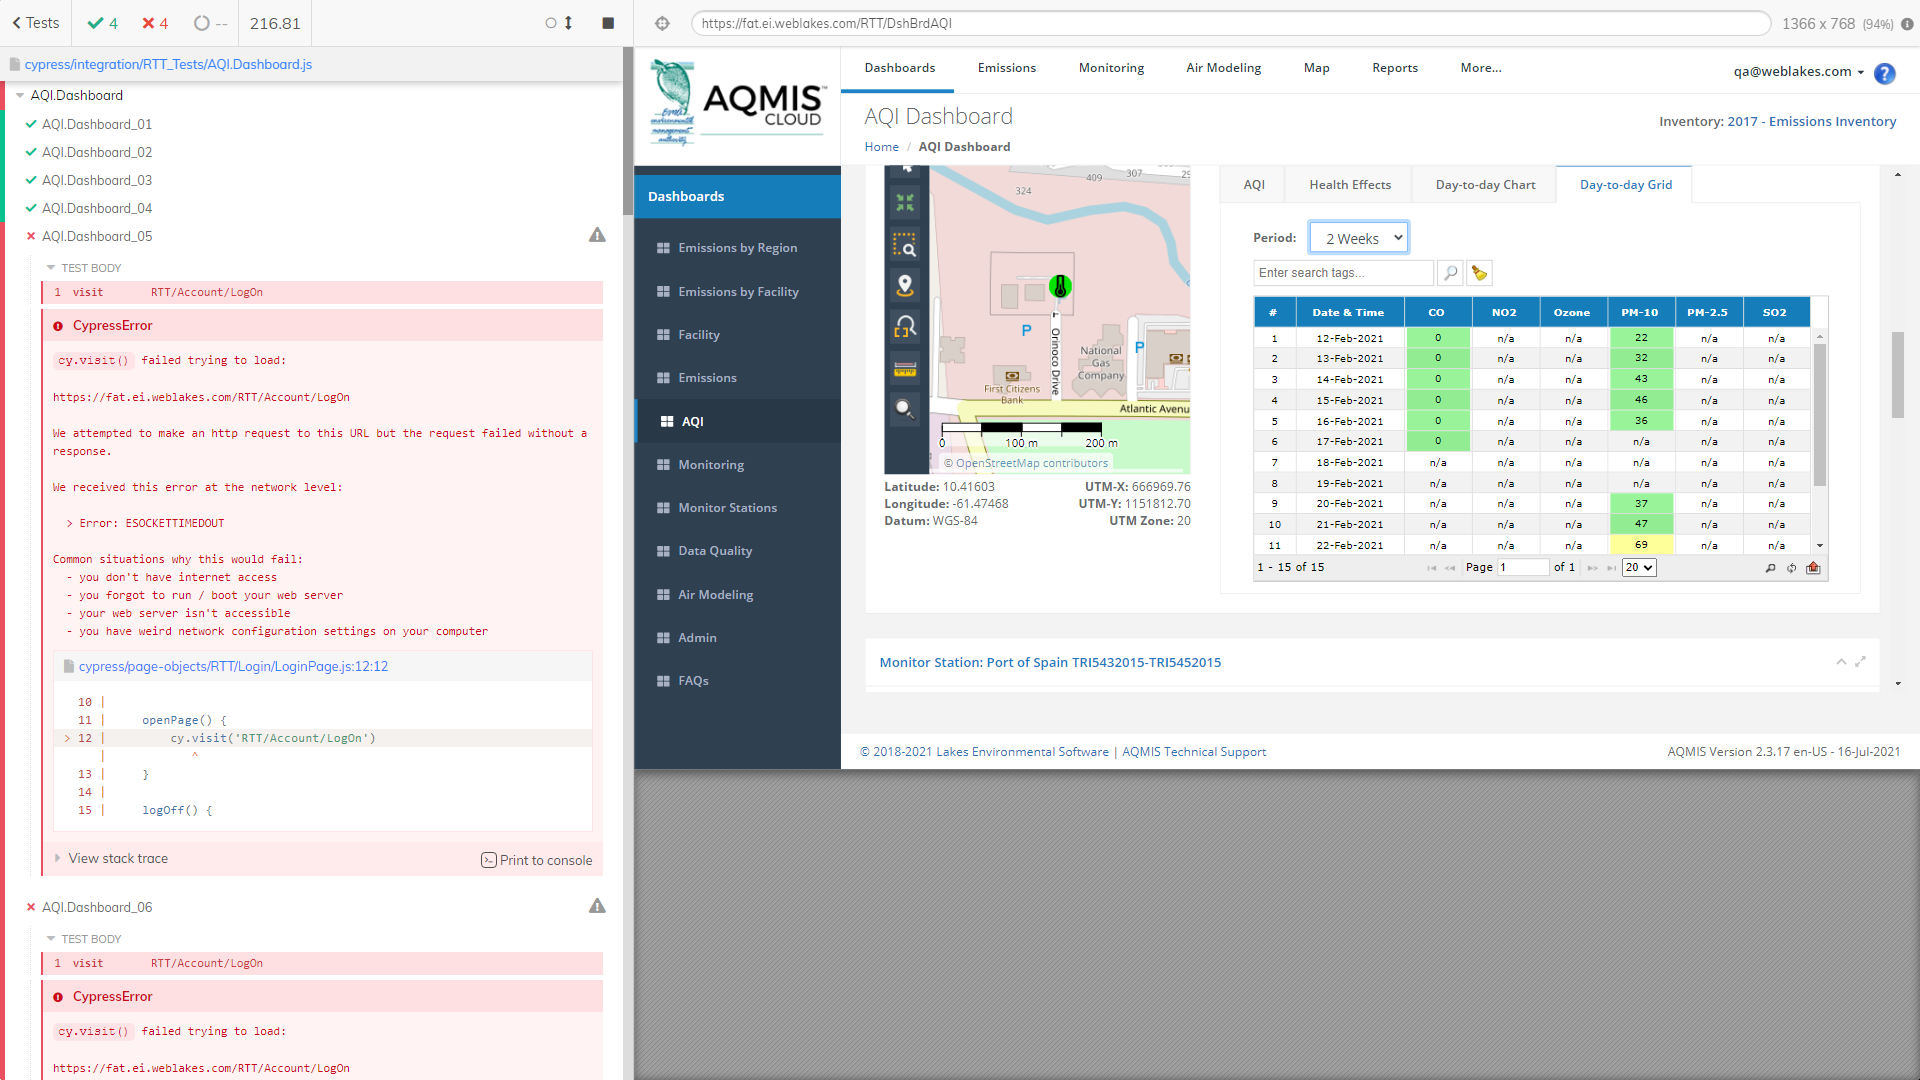 Tests
4
4
--
216.81
https://fat.ei.weblakes.com/RTT/DshBrdAQI
1366 x 768 (94%)
cypress/integration/RTT_Tests/AQI.Dashboard.js
AQI.Dashboard
AQI.Dashboard_01
AQI.Dashboard_02
AQI.Dashboard_03
AQI.Dashboard_04
AQI.Dashboard_05
TEST BODY
1 visit RTT/Account/LogOn
CypressError
cy.visit() failed trying to load:
https://fat.ei.weblakes.com/RTT/Account/LogOn
We attempted to make an http request to this URL but the request failed without a
response.
We received this error at the network level:
> Error: ESOCKETTIMEDOUT
Common situations why this would fail:
- you don't have internet access
- you forgot to run / boot your web server
- your web server isn't accessible
- you have weird network configuration settings on your computer
cypress/page-objects/RTT/Login/LoginPage.js:12:12
10 |
11 | openPage() {
> 12 | cy.visit('RTT/Account/LogOn')
| ^
13 | }
14 |
15 | logOff() {
View stack trace
Print to console
AQI.Dashboard_06
TEST BODY
1 visit RTT/Account/LogOn
CypressError
cy.visit() failed trying to load:
https://fat.ei.weblakes.com/RTT/Account/LogOn
environmental
management
authority
AQMIS™
CLOUD
Dashboards
Emissions
Monitoring
Air Modeling
Map
Reports
More...
qa@weblakes.com
?
AQI Dashboard
Home / AQI Dashboard
Inventory: 2017 - Emissions Inventory
Dashboards
Emissions by Region
Emissions by Facility
Facility
Emissions
AQI
Monitoring
Monitor Stations
Data Quality
Air Modeling
Admin
FAQs
324
409
307
P
P
Orinoco Drive
National
Gas
Company
First Citizens
Bank
Atlantic Avenu
0 100 m 200 m
© OpenStreetMap contributors
Latitude: 10.41603 UTM-X: 666969.76
Longitude: -61.47468 UTM-Y: 1151812.70
Datum: WGS-84 UTM Zone: 20
AQI
Health Effects
Day-to-day Chart
Day-to-day Grid
Period: 2 Weeks
Enter search tags...
# Date & Time CO NO2 Ozone PM-10 PM-2.5 SO2
1 12-Feb-2021 0 n/a n/a 22 n/a n/a
2 13-Feb-2021 0 n/a n/a 32 n/a n/a
3 14-Feb-2021 0 n/a n/a 43 n/a n/a
4 15-Feb-2021 0 n/a n/a 46 n/a n/a
5 16-Feb-2021 0 n/a n/a 36 n/a n/a
6 17-Feb-2021 0 n/a n/a n/a n/a n/a
7 18-Feb-2021 n/a n/a n/a n/a n/a n/a
8 19-Feb-2021 n/a n/a n/a n/a n/a n/a
9 20-Feb-2021 n/a n/a n/a 37 n/a n/a
10 21-Feb-2021 n/a n/a n/a 47 n/a n/a
11 22-Feb-2021 n/a n/a n/a 69 n/a n/a
1 - 15 of 15
Page 1 of 1
20
Monitor Station: Port of Spain TRI5432015-TRI5452015
© 2018-2021 Lakes Environmental Software | AQMIS Technical Support
AQMIS Version 2.3.17 en-US - 16-Jul-2021